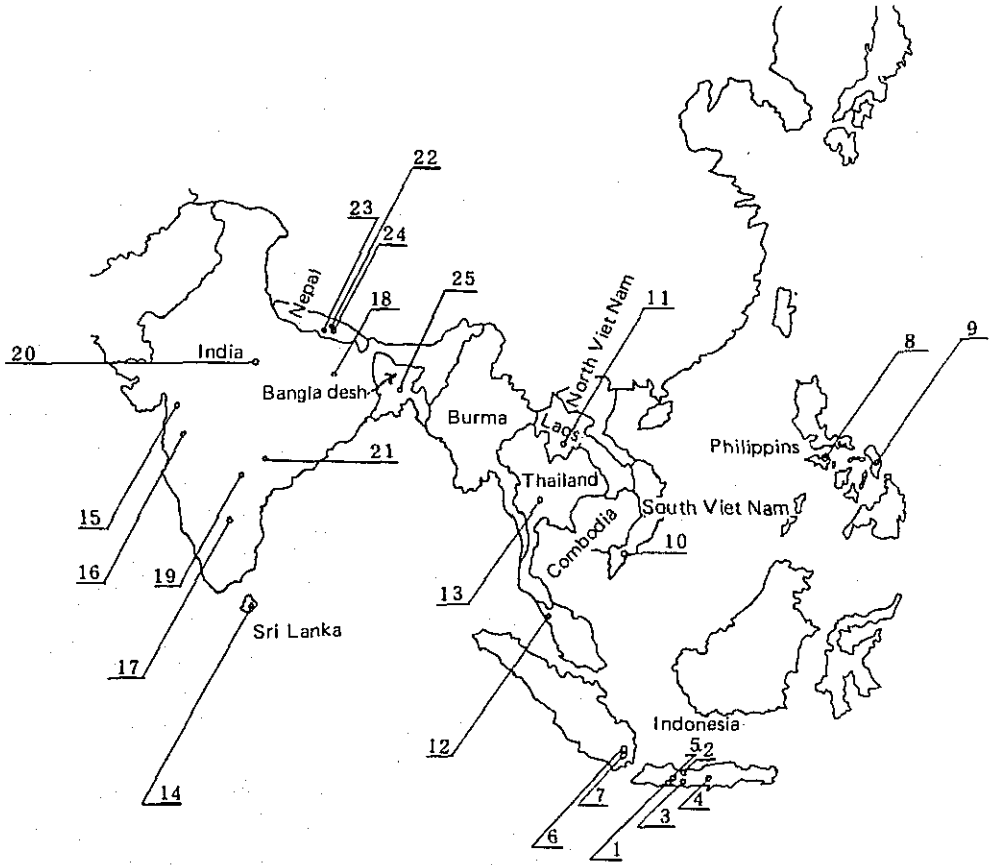 22
23
24
Nepal
18
25
11
North Viet Nam
9
8
20
India
Bangla desh
Burma
Laos
Philippins
21
Thailand
South Viet Nam
15
Combodia
10
16
19
13
Sri Lanka
17
Indonesia
12
5
2
14
7
4
6
3
1